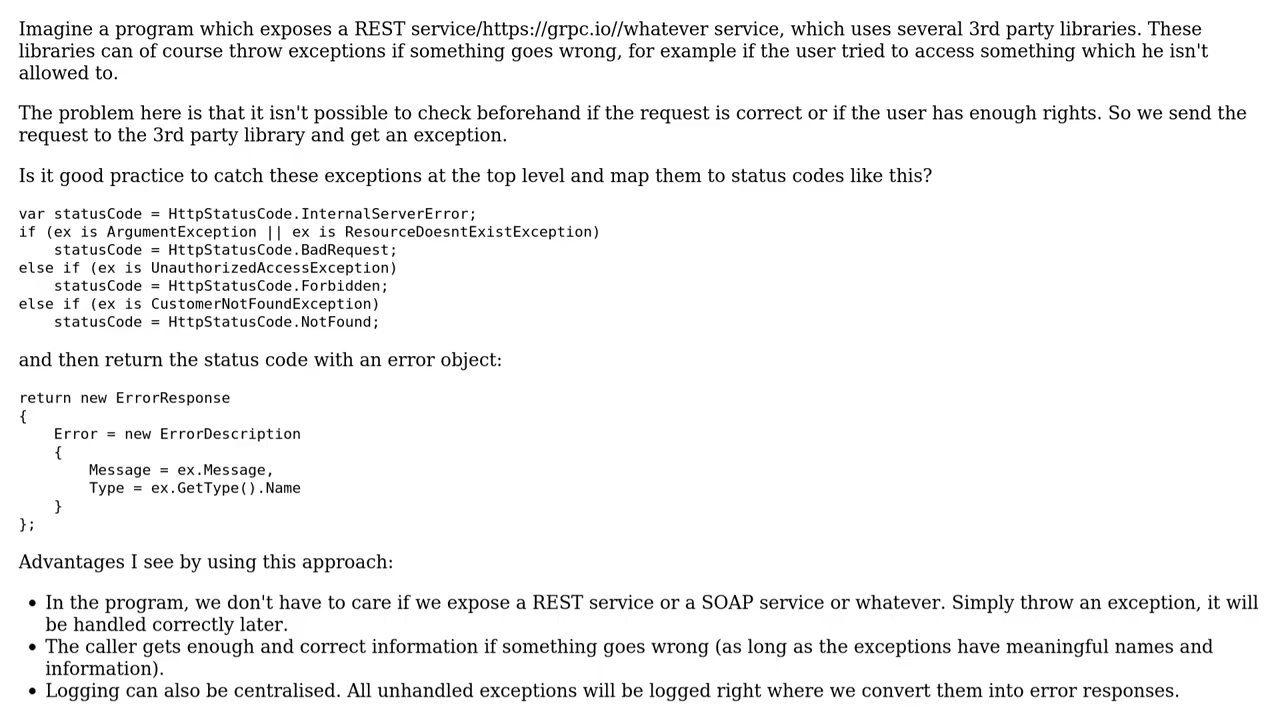 Imagine a program which exposes a REST service/https://grpc.io//whatever service, which uses several 3rd party libraries. These
libraries can of course throw exceptions if something goes wrong, for example if the user tried to access something which he isn't
allowed to.
The problem here is that it isn't possible to check beforehand if the request is correct or if the user has enough rights. So we send the
request to the 3rd party library and get an exception.
Is it good practice to catch these exceptions at the top level and map them to status codes like this?
var statusCode = HttpStatusCode.InternalServerError;
if (ex is ArgumentException || ex is ResourceDoesntExistException)
    statusCode = HttpStatusCode.BadRequest;
else if (ex is UnauthorizedAccessException)
    statusCode = HttpStatusCode.Forbidden;
else if (ex is CustomerNotFoundException)
    statusCode = HttpStatusCode.NotFound;
and then return the status code with an error object:
return new ErrorResponse
{
    Error = new ErrorDescription
    {
        Message = ex.Message,
        Type = ex.GetType().Name
    }
};
Advantages I see by using this approach:
• In the program, we don't have to care if we expose a REST service or a SOAP service or whatever. Simply throw an exception, it will
be handled correctly later.
• The caller gets enough and correct information if something goes wrong (as long as the exceptions have meaningful names and
information).
• Logging can also be centralised. All unhandled exceptions will be logged right where we convert them into error responses.